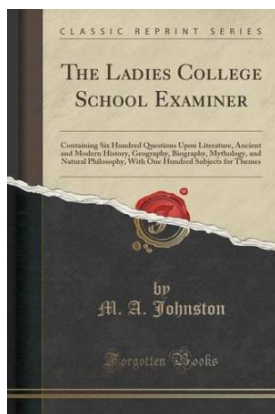 CLASSIC REPRINT SERIES
THE LADIES COLLEGE
SCHOOL EXAMINER
Containing Six Hundred Questions Upon Literature, Ancient
and Modern History, Geography, Biography, Mythology, and
Natural Philosophy, With One Hundred Subjects for Themes
by
M. A. Johnston
Forgotten Books